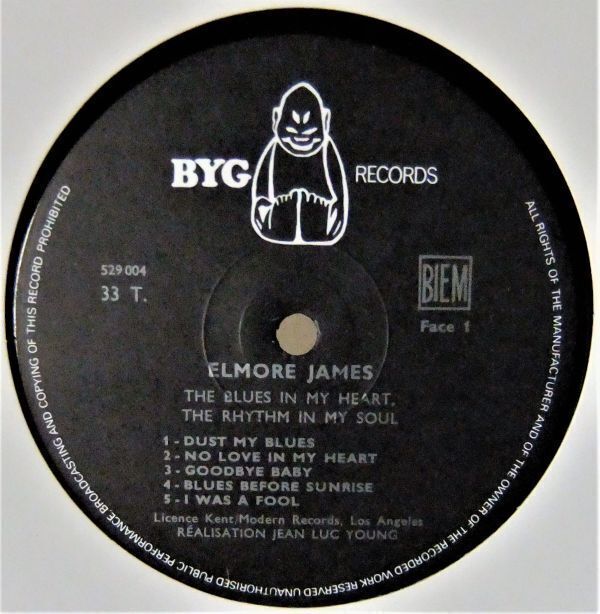 BYG RECORDS
529 004
33 T.
BIEM
Face 1
ELMORE JAMES
THE BLUES IN MY HEART,
THE RHYTHM IN MY SOUL
1 - DUST MY BLUES
2 - NO LOVE IN MY HEART
3 - GOODBYE BABY
4 - BLUES BEFORE SUNRISE
5 - I WAS A FOOL
Licence Kent/Modern Records, Los Angeles
RÉALISATION JEAN LUC YOUNG
ALL RIGHTS OF THE MANUFACTURER AND OF THE OWNER OF THE RECORDED WORK RESERVED UNAUTHORISED PUBLIC PERFORMANCE BROADCASTING AND COPYING OF THIS RECORD PROHIBITED